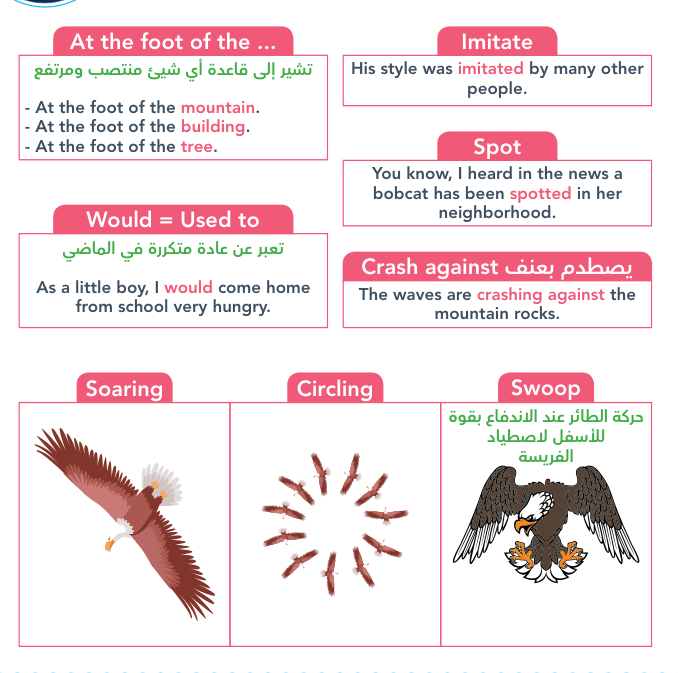 At the foot of the ...
تشير إلى قاعدة أي شيئ منتصب ومرتفع
- At the foot of the mountain.
- At the foot of the building.
- At the foot of the tree.
Imitate
His style was imitated by many other
people.
Spot
You know, I heard in the news a
bobcat has been spotted in her
neighborhood.
Would = Used to
تعبر عن عادة متكررة في الماضي
As a little boy, I would come home
from school very hungry.
Crash against يصطدم بعنف
The waves are crashing against the
mountain rocks.
Soaring
Circling
Swoop
حركة الطائر عند الاندفاع بقوة
للأسفل لاصطياد
الفريسة